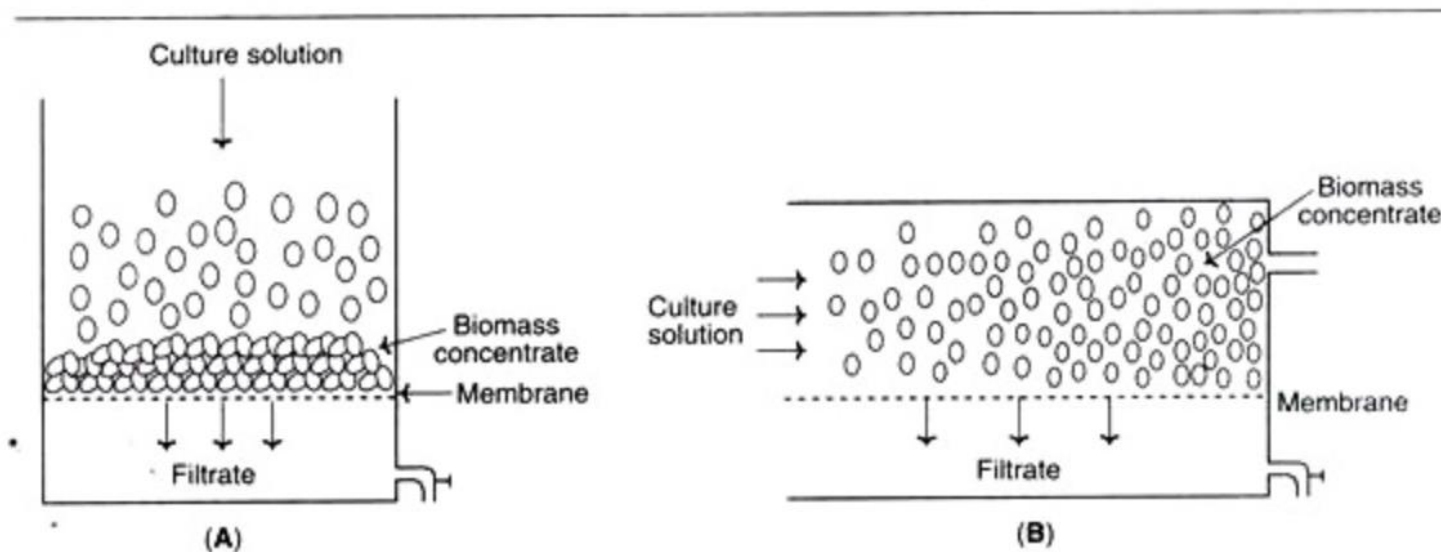 Culture solution
Biomass
concentrate
Membrane
Filtrate
(A)
Biomass
concentrate
Culture
solution
Membrane
Filtrate
(B)